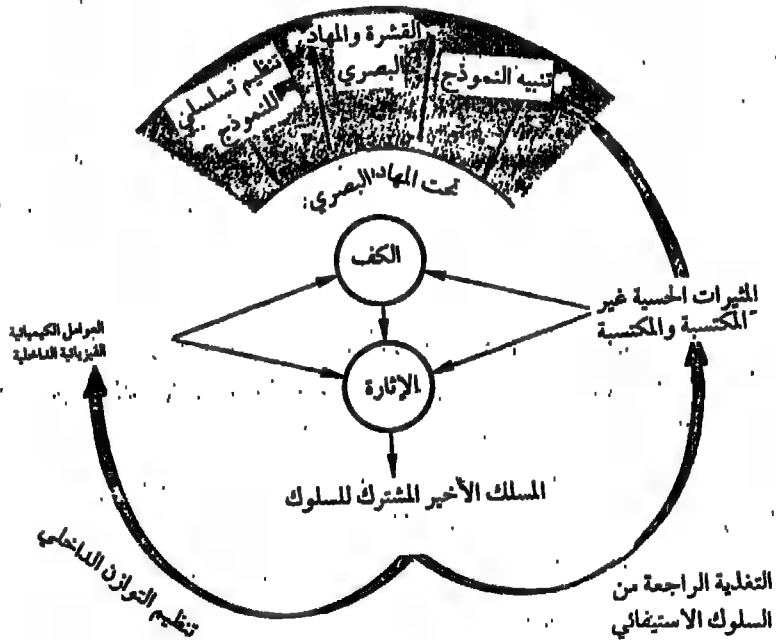 تنظيم تسلسلي
للنموذج
القشرة والمهاد
البصري
تنبيه النموذج
تحت المهاد البصري:
الكف
المثيرات الحسية غير
المكتسبة والمكتسبة
العوامل الكيميائية
الفيزيائية الداخلية
الإثارة
المسلك الأخير المشترك للسلوك
تنظيم التوازن الداخلي
التغذية الراجعة من
السلوك الاستيفائي